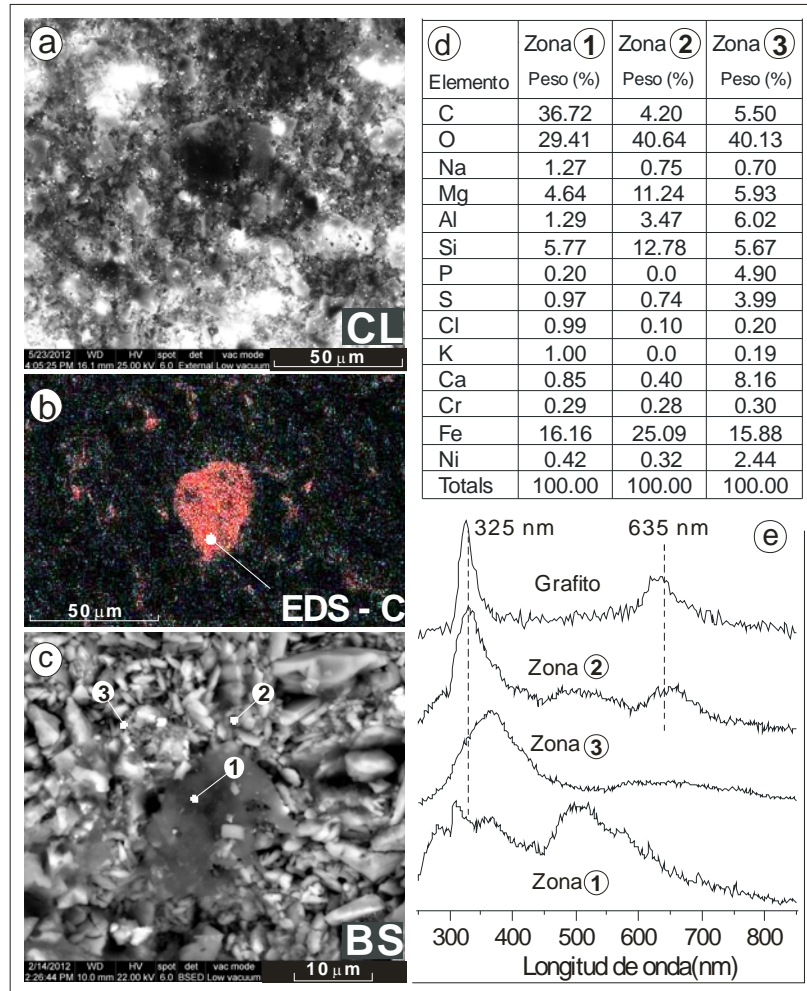 a
CL
5/23/2012 WD HV spot det vac mode
4:05:25 PM 16.1 mm 25.00 kV 6.0 External Low vacuum
50 µm
b
50 µm
EDS - C
c
3
2
1
BS
2/14/2012 WD HV spot det vac mode
2:26:44 PM 10.0 mm 22.00 kV 6.0 BSED Low vacuum
10 µm
d Zona 1 Zona 2 Zona 3
Elemento Peso (%) Peso (%) Peso (%)
C 36.72 4.20 5.50
O 29.41 40.64 40.13
Na 1.27 0.75 0.70
Mg 4.64 11.24 5.93
Al 1.29 3.47 6.02
Si 5.77 12.78 5.67
P 0.20 0.0 4.90
S 0.97 0.74 3.99
Cl 0.99 0.10 0.20
K 1.00 0.0 0.19
Ca 0.85 0.40 8.16
Cr 0.29 0.28 0.30
Fe 16.16 25.09 15.88
Ni 0.42 0.32 2.44
Totals 100.00 100.00 100.00
325 nm 635 nm e
Grafito
Zona 2
Zona 3
Zona 1
300 400 500 600 700 800
Longitud de onda(nm)